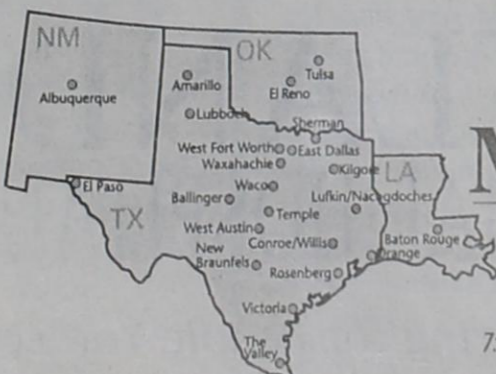 NM
OK
Tulsa
Amarillo
El Reno
Albuquerque
Lubbock
Sherman
West Fort Worth
East Dallas
Waxahachie
Kilgore
LA
El Paso
Waco
Ballinger
Lufkin/Nacogdoches
TX
Temple
West Austin
Baton Rouge
Conroe/Willis
Orange
New
Braunfels
Rosenberg
Victoria
The
Valley